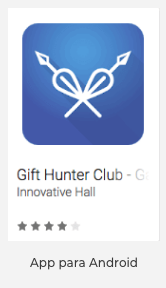 Gift Hunter Club - G
Innovative Hall
App para Android